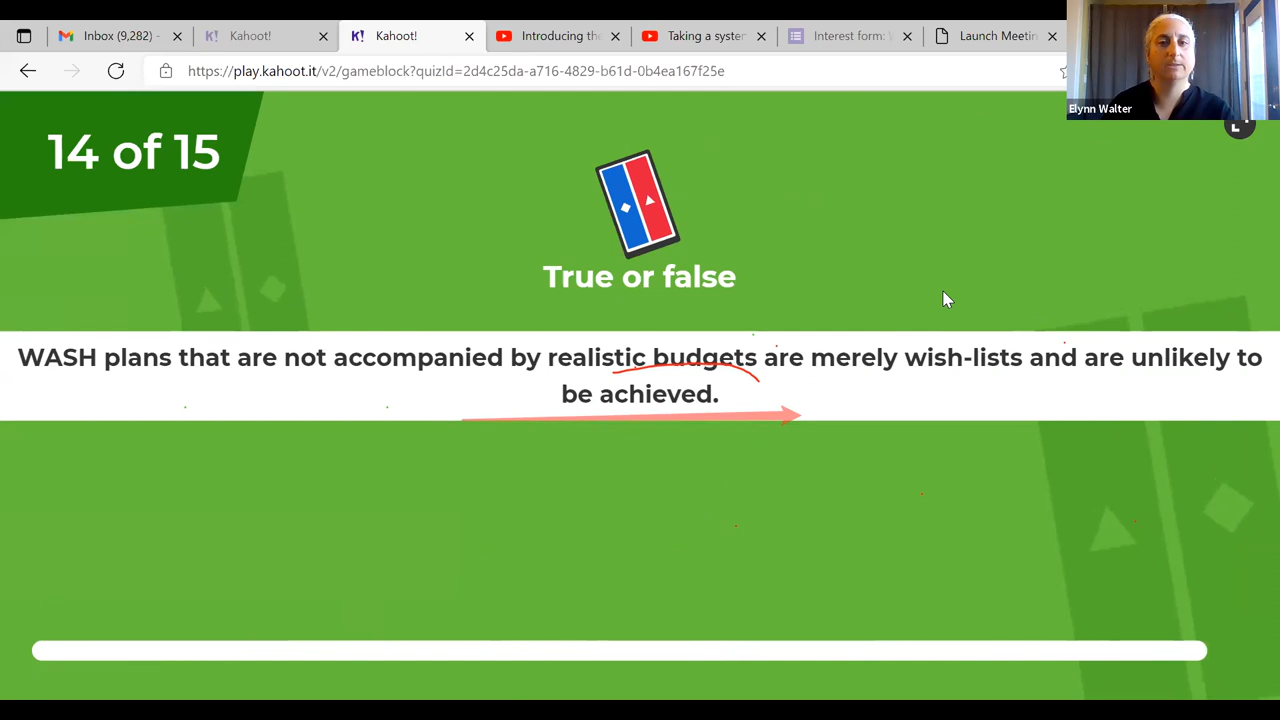 Inbox (9,282) -
Kahoot!
Kahoot!
Introducing the
Taking a system
Interest form: V
Launch Meetin
https://play.kahoot.it/v2/gameblock?quizId=2d4c25da-a716-4829-b61d-0b4ea167f25e
Elynn Walter
14 of 15
True or false
WASH plans that are not accompanied by realistic budgets are merely wish-lists and are unlikely to
be achieved.